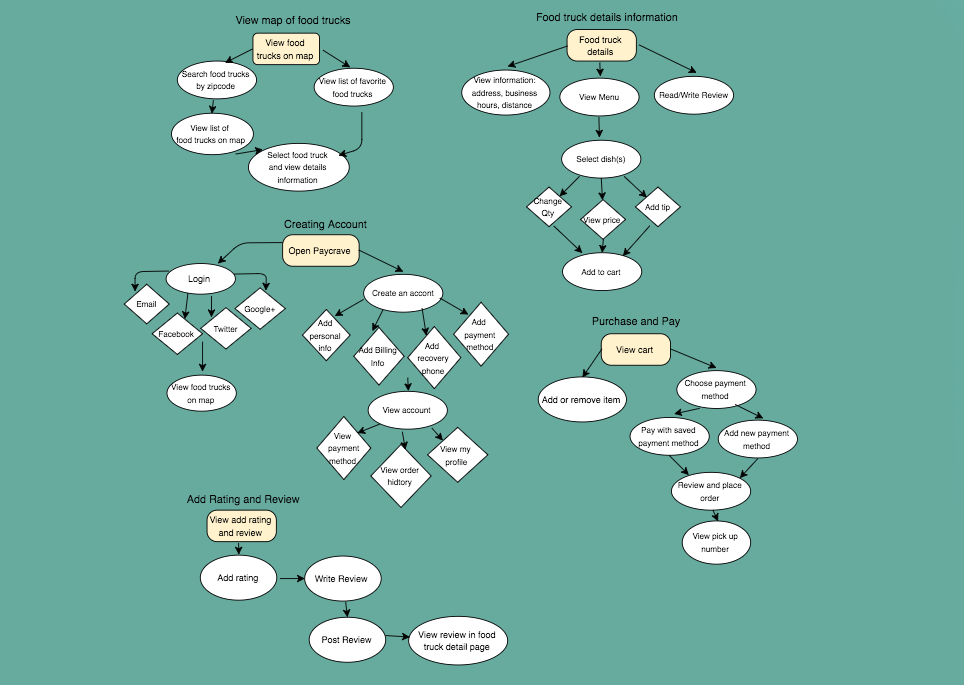 View map of food trucks
View food
trucks on map
Search food trucks
by zipcode
View list of favorite
food trucks
View list of
food trucks on map
Select food truck
and view details
information
Food truck details information
Food truck
details
View information:
address, business
hours, distance
View Menu
Read/Write Review
Select dish(s)
Change
Qty
View price
Add tip
Add to cart
Creating Account
Open Paycrave
Login
Email
Facebook
Twitter
Google+
View food trucks
on map
Create an accont
Add
personal
info
Add Billing
Info
Add
recovery
phone
Add
payment
method
View account
View
payment
method
View order
hidtory
View my
profile
Purchase and Pay
View cart
Add or remove item
Choose payment
method
Pay with saved
payment method
Add new payment
method
Review and place
order
View pick up
number
Add Rating and Review
View add rating
and review
Add rating
Write Review
Post Review
View review in food
truck detail page